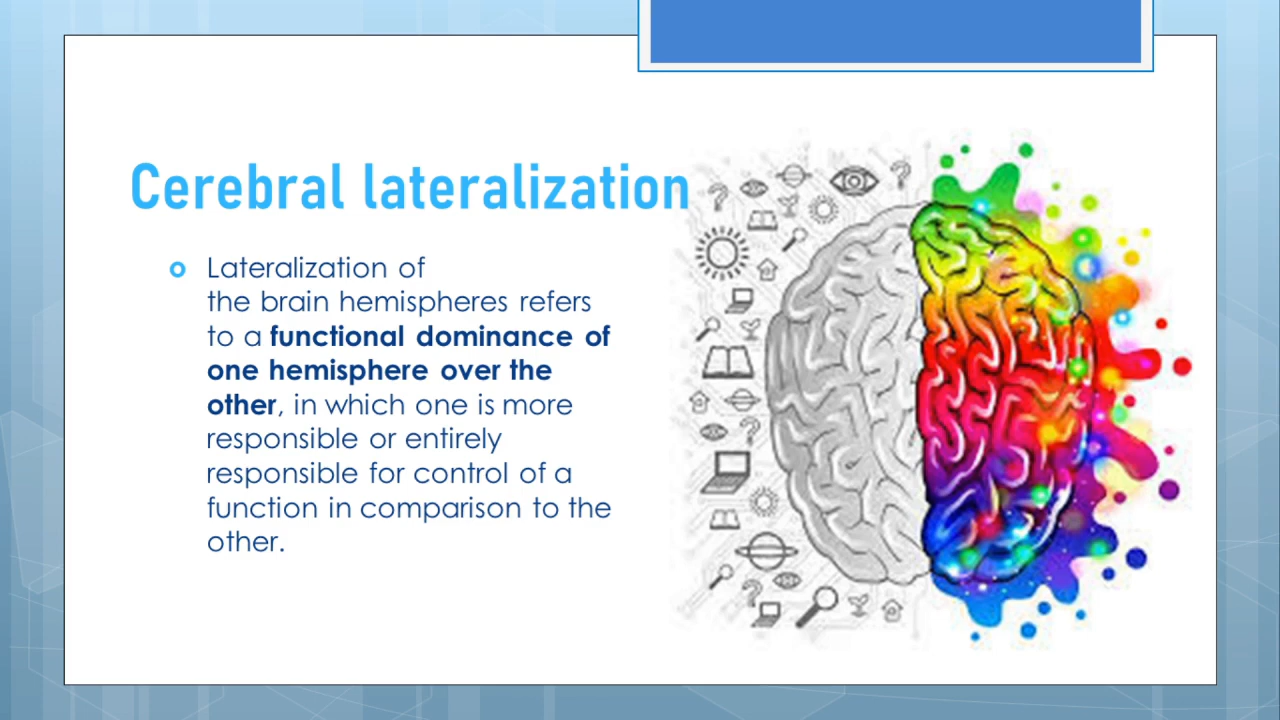 Cerebral lateralization
Lateralization of
the brain hemispheres refers
to a functional dominance of
one hemisphere over the
other, in which one is more
responsible or entirely
responsible for control of a
function in comparison to the
other.